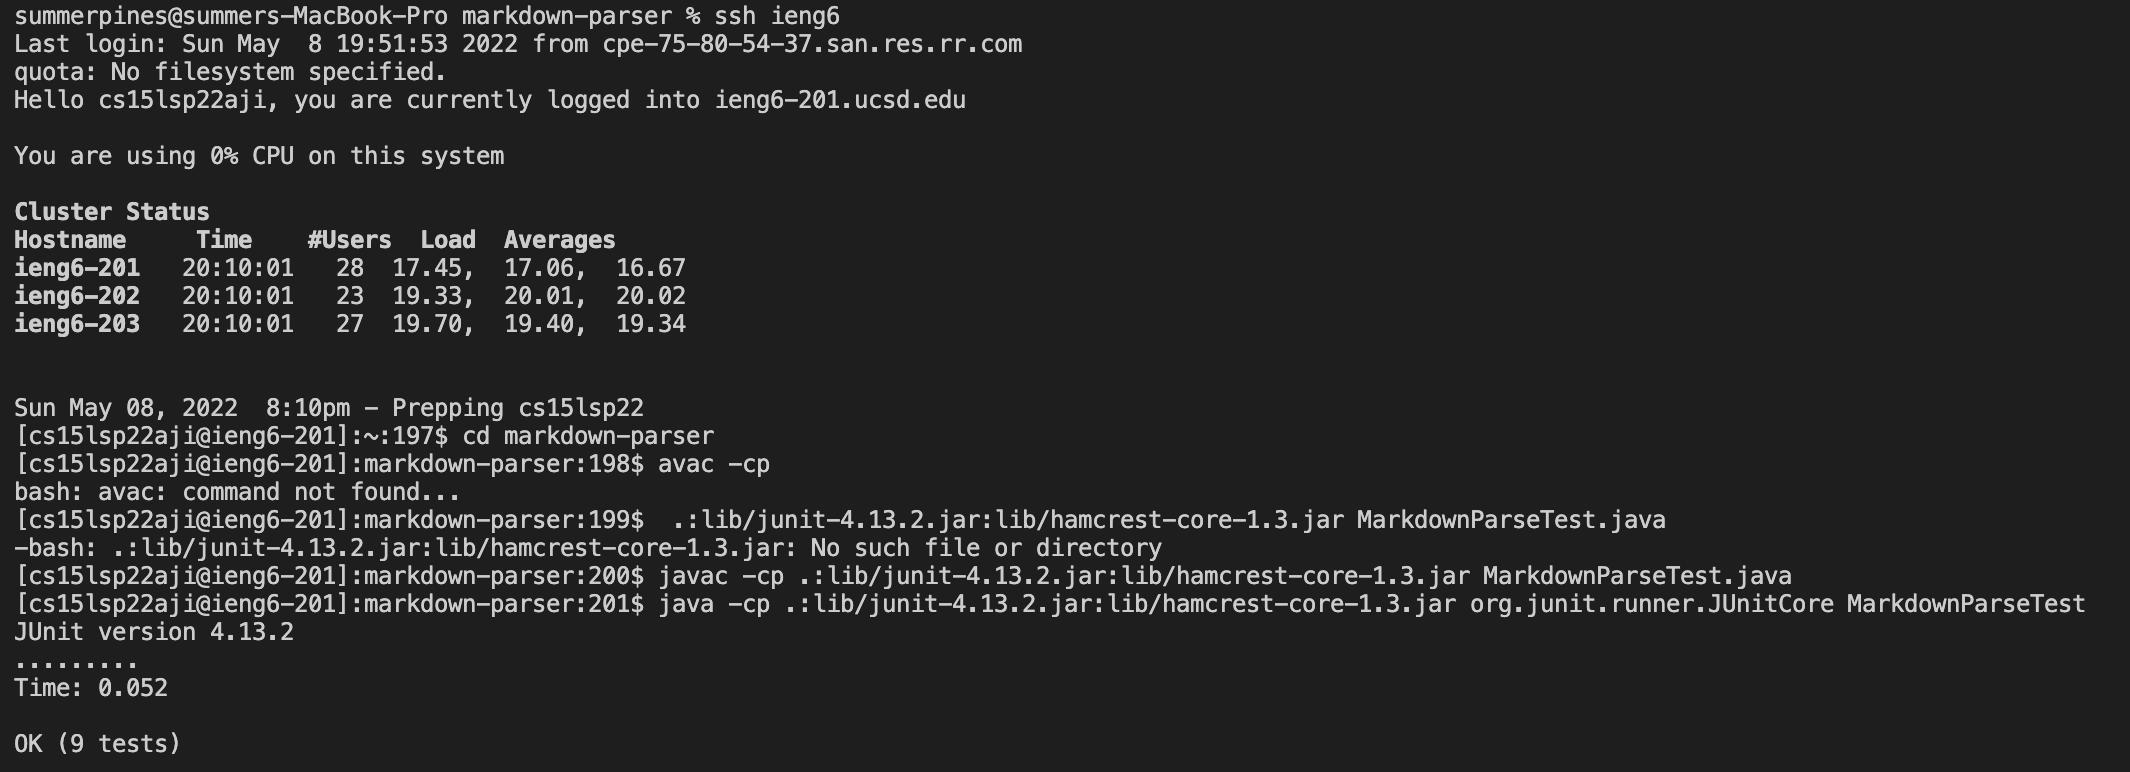 summerpines@summers-MacBook-Pro markdown-parser % ssh ieng6
Last login: Sun May  8 19:51:53 2022 from cpe-75-80-54-37.san.res.rr.com
quota: No filesystem specified.
Hello cs15lsp22aji, you are currently logged into ieng6-201.ucsd.edu
You are using 0% CPU on this system
Cluster Status
Hostname     Time    #Users  Load  Averages
ieng6-201   20:10:01   28  17.45,  17.06,  16.67
ieng6-202   20:10:01   23  19.33,  20.01,  20.02
ieng6-203   20:10:01   27  19.70,  19.40,  19.34
Sun May 08, 2022  8:10pm - Prepping cs15lsp22
[cs15lsp22aji@ieng6-201]:~:197$ cd markdown-parser
[cs15lsp22aji@ieng6-201]:markdown-parser:198$ avac -cp
bash: avac: command not found...
[cs15lsp22aji@ieng6-201]:markdown-parser:199$  .:lib/junit-4.13.2.jar:lib/hamcrest-core-1.3.jar MarkdownParseTest.java
-bash: .:lib/junit-4.13.2.jar:lib/hamcrest-core-1.3.jar: No such file or directory
[cs15lsp22aji@ieng6-201]:markdown-parser:200$ javac -cp .:lib/junit-4.13.2.jar:lib/hamcrest-core-1.3.jar MarkdownParseTest.java
[cs15lsp22aji@ieng6-201]:markdown-parser:201$ java -cp .:lib/junit-4.13.2.jar:lib/hamcrest-core-1.3.jar org.junit.runner.JUnitCore MarkdownParseTest
JUnit version 4.13.2
.........
Time: 0.052
OK (9 tests)